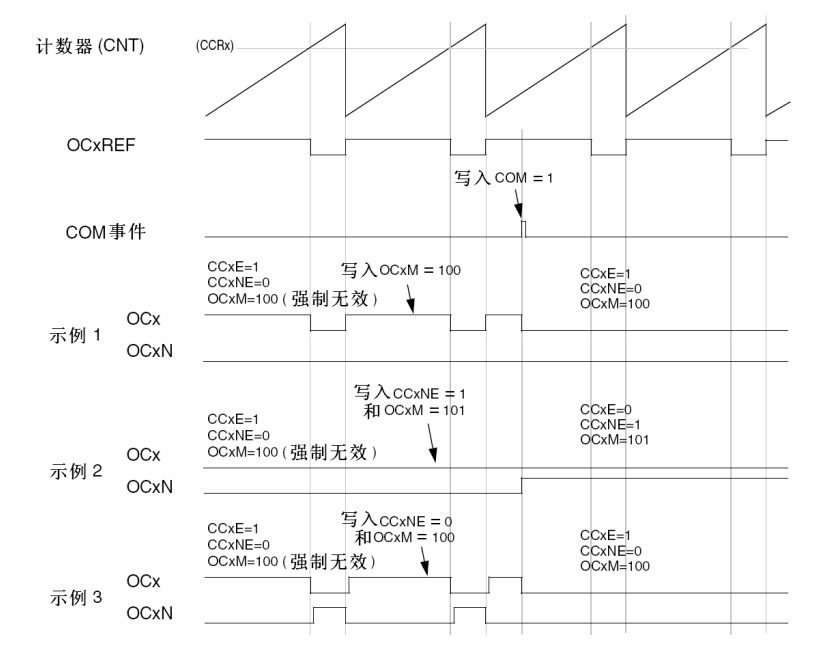 计数器 (CNT)
(CCRx)
OCxREF
写入 COM = 1
COM 事件
CCxE=1
CCxNE=0
OCxM=100 ( 强制无效 )
写入 OCxM = 100
CCxE=1
CCxNE=0
OCxM=100
示例 1
OCx
OCxN
写入 CCxNE = 1
和 OCxM = 101
CCxE=1
CCxNE=0
OCxM=100 ( 强制无效 )
CCxE=0
CCxNE=1
OCxM=101
示例 2
OCx
OCxN
写入 CCxNE = 0
和OCxM = 100
CCxE=1
CCxNE=0
OCxM=100 ( 强制无效 )
CCxE=1
CCxNE=0
OCxM=100
示例 3
OCx
OCxN